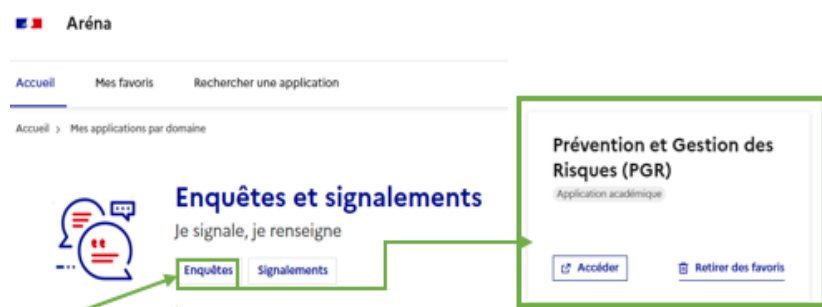 Aréna
Accueil Mes favoris Rechercher une application
Accueil > Mes applications par domaine
Enquêtes et signalements
Je signale, je renseigne
Enquêtes Signalements
Prévention et Gestion des
Risques (PGR)
Application académique
Accéder Retirer des favoris